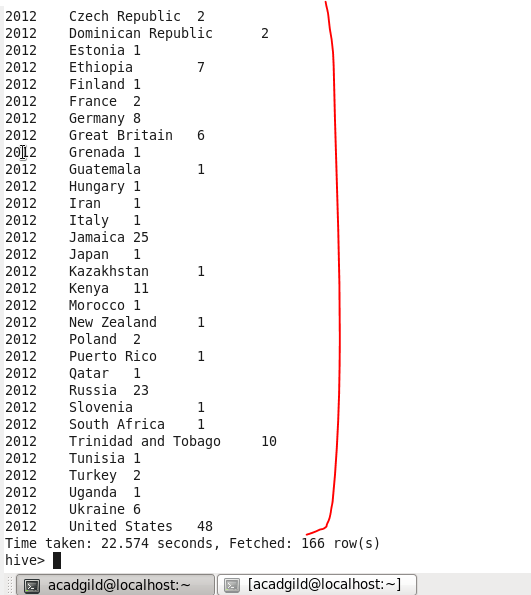 2012 Czech Republic 2
2012 Dominican Republic 2
2012 Estonia 1
2012 Ethiopia 7
2012 Finland 1
2012 France 2
2012 Germany 8
2012 Great Britain 6
2012 Grenada 1
2012 Guatemala 1
2012 Hungary 1
2012 Iran 1
2012 Italy 1
2012 Jamaica 25
2012 Japan 1
2012 Kazakhstan 1
2012 Kenya 11
2012 Morocco 1
2012 New Zealand 1
2012 Poland 2
2012 Puerto Rico 1
2012 Qatar 1
2012 Russia 23
2012 Slovenia 1
2012 South Africa 1
2012 Trinidad and Tobago 10
2012 Tunisia 1
2012 Turkey 2
2012 Uganda 1
2012 Ukraine 6
2012 United States 48
Time taken: 22.574 seconds, Fetched: 166 row(s)
hive>
acadgild@localhost:~ [acadgild@localhost:~]